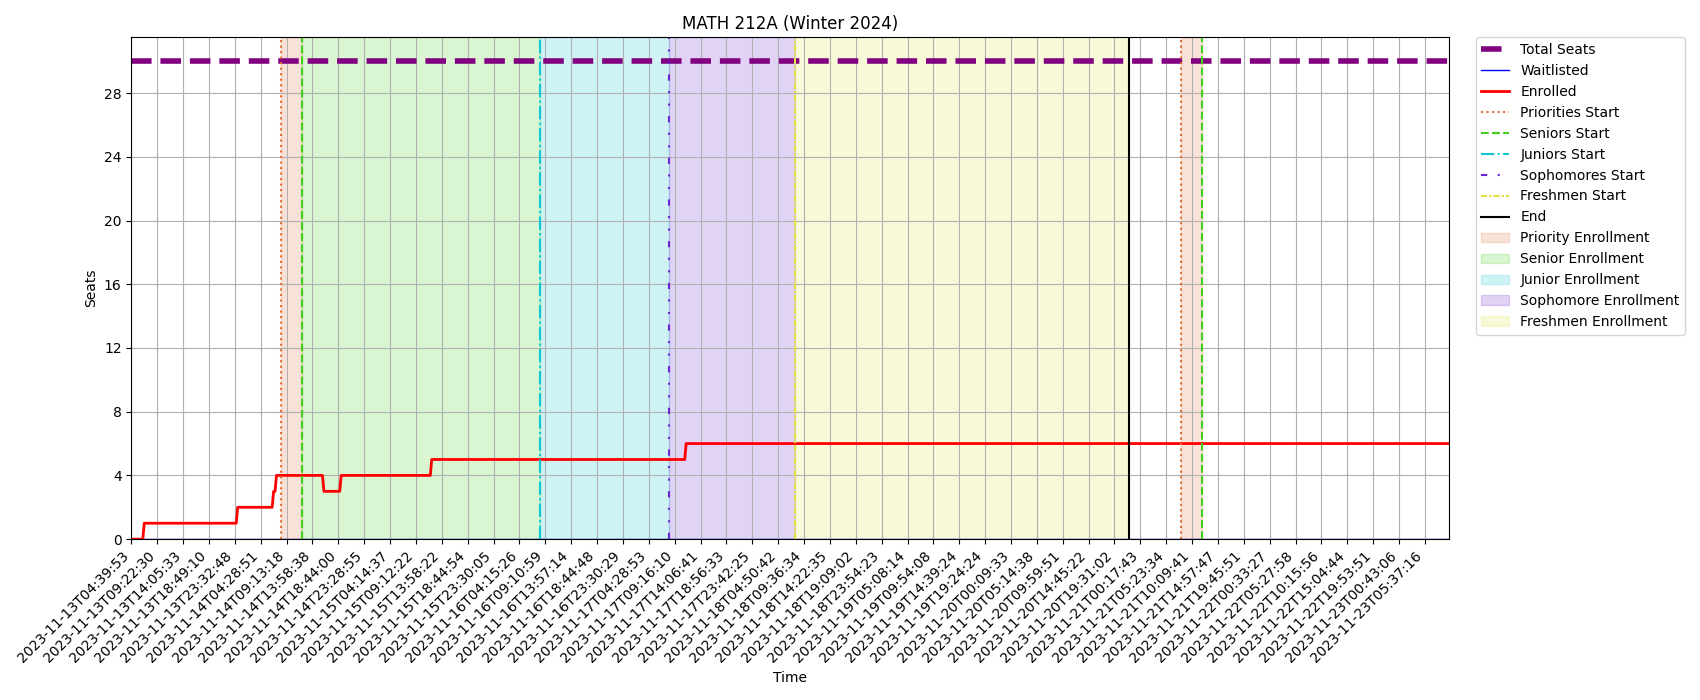 MATH 212A (Winter 2024)
Seats
28
24
20
16
12
8
4
0
2023-11-13T04:39:53
2023-11-13T09:22:30
2023-11-13T14:05:33
2023-11-13T18:49:10
2023-11-13T23:32:48
2023-11-14T04:28:51
2023-11-14T09:13:18
2023-11-14T13:58:38
2023-11-14T18:44:00
2023-11-14T23:28:55
2023-11-15T04:14:37
2023-11-15T09:12:22
2023-11-15T13:58:22
2023-11-15T18:44:54
2023-11-15T23:30:05
2023-11-16T04:15:26
2023-11-16T09:10:59
2023-11-16T13:57:14
2023-11-16T18:44:48
2023-11-16T23:30:29
2023-11-17T04:28:53
2023-11-17T09:16:10
2023-11-17T14:06:41
2023-11-17T18:56:33
2023-11-17T23:42:25
2023-11-18T04:50:42
2023-11-18T09:36:34
2023-11-18T14:22:35
2023-11-18T19:09:02
2023-11-18T23:54:23
2023-11-19T05:08:14
2023-11-19T09:54:08
2023-11-19T14:39:24
2023-11-19T19:24:24
2023-11-20T00:09:33
2023-11-20T05:14:38
2023-11-20T09:59:51
2023-11-20T14:45:22
2023-11-20T19:31:02
2023-11-21T00:17:43
2023-11-21T05:23:34
2023-11-21T10:09:41
2023-11-21T14:57:47
2023-11-21T19:45:51
2023-11-22T00:33:27
2023-11-22T05:27:58
2023-11-22T10:15:56
2023-11-22T15:04:44
2023-11-22T19:53:51
2023-11-23T00:43:06
2023-11-23T05:37:16
Time
Total Seats
Waitlisted
Enrolled
Priorities Start
Seniors Start
Juniors Start
Sophomores Start
Freshmen Start
End
Priority Enrollment
Senior Enrollment
Junior Enrollment
Sophomore Enrollment
Freshmen Enrollment